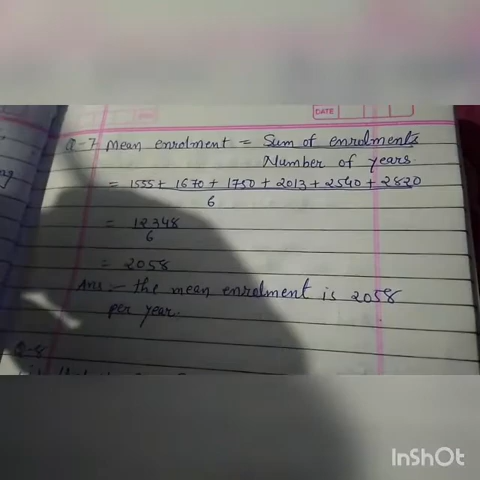 DATE
Q-7 Mean enrolment = Sum of enrolments
Number of years
= 1555 + 1670 + 1750 + 2013 + 2540 + 2820
6
= 12348
6
= 2058
Ans :- the mean enrolment is 2058
per year.
Q-8
InShOt